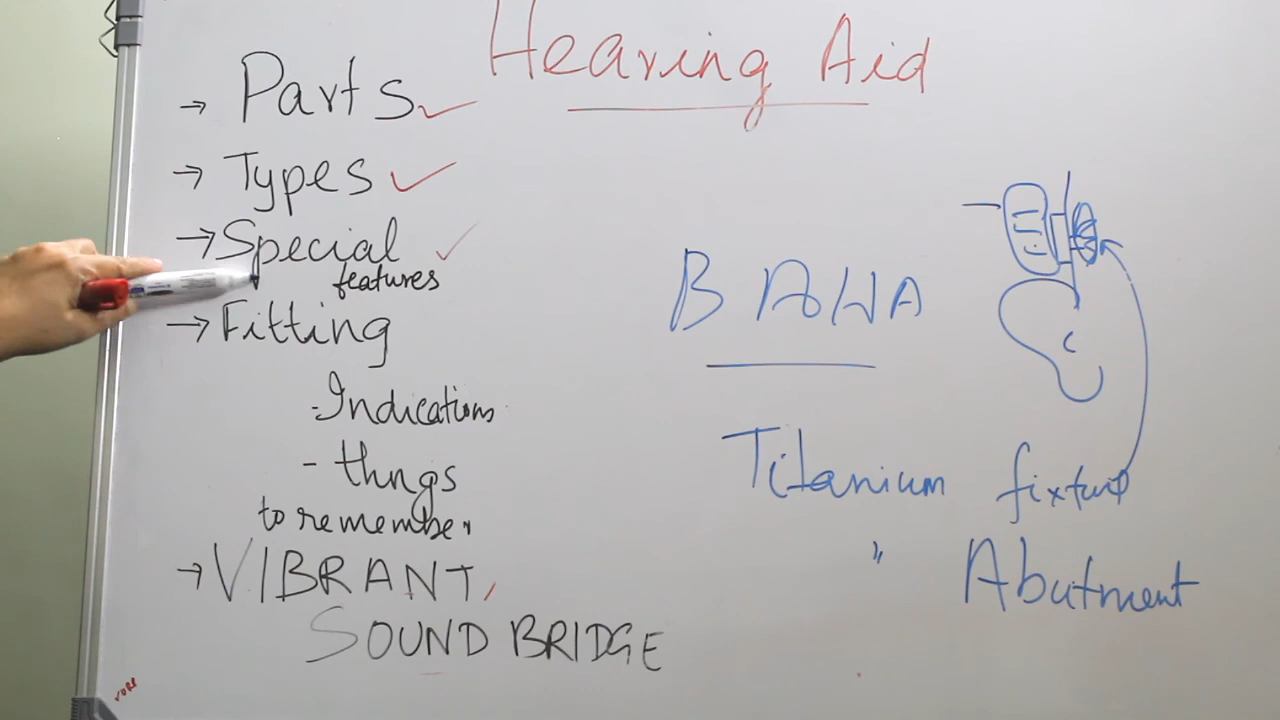 Hearing Aid
→ Parts ✓
→ Types ✓
→ Special ✓
features
→ Fitting
- Indications
- things
to remember
→ VIBRANT
SOUND BRIDGE
BAHA
Titanium fixture
" Abutment